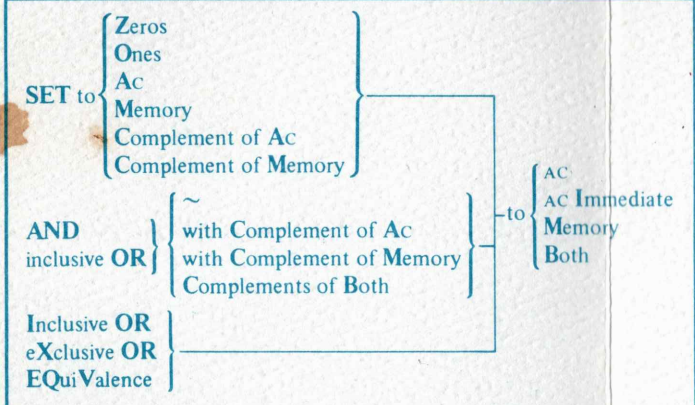 Zeros
Ones
AC
SET to Memory
Complement of AC
Complement of Memory
~
AND with Complement of AC
inclusive OR with Complement of Memory
Complements of Both
Inclusive OR
eXclusive OR
EQuiValence
to
AC
AC Immediate
Memory
Both